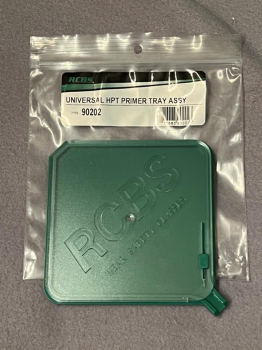 RCBS
UNIVERSAL HPT PRIMER TRAY ASSY
90202
RCBS